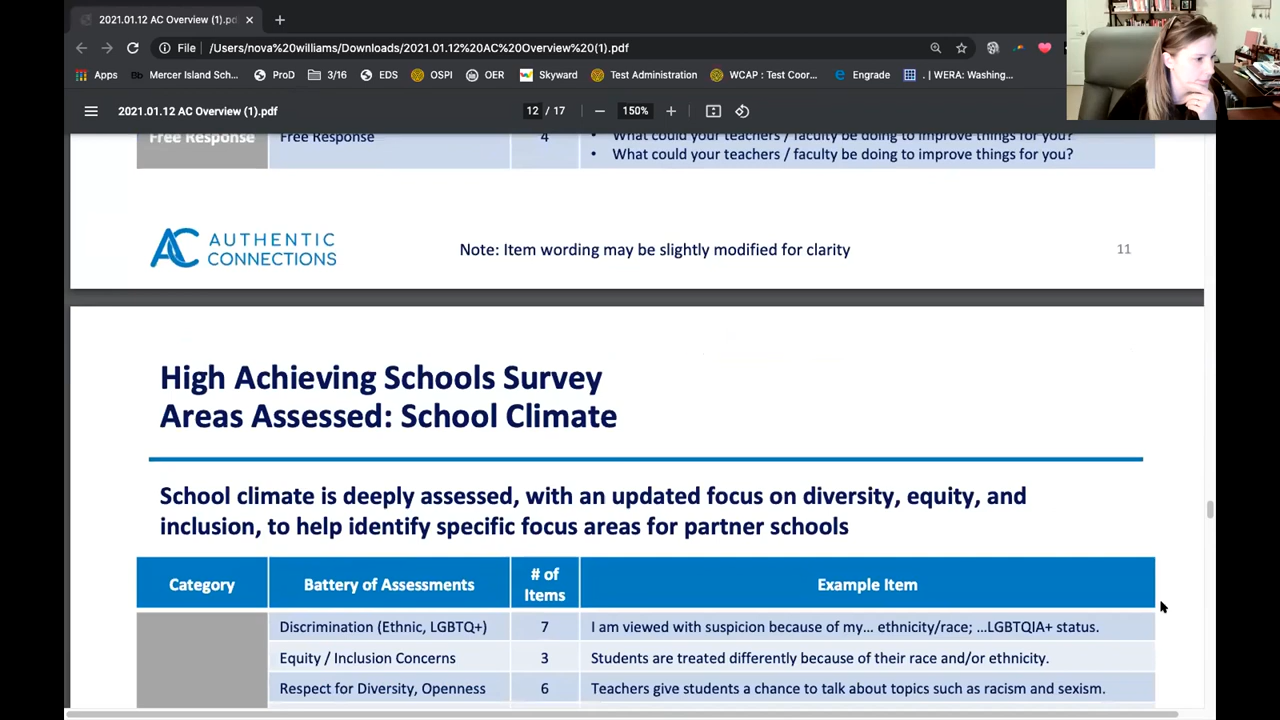 2021.01.12 AC Overview (1).pd
File /Users/nova%20williams/Downloads/2021.01.12%20AC%20Overview%20(1).pdf
Apps Mercer Island Sch... ProD 3/16 EDS OSPI OER Skyward Test Administration WCAP : Test Coor... Engrade . | WERA: Washing...
2021.01.12 AC Overview (1).pdf 12 / 17 150%
Free Response Free Response 4 • What could your teachers / faculty be doing to improve things for you?
• What could your teachers / faculty be doing to improve things for you?
AUTHENTIC
CONNECTIONS
Note: Item wording may be slightly modified for clarity 11
High Achieving Schools Survey
Areas Assessed: School Climate
School climate is deeply assessed, with an updated focus on diversity, equity, and
inclusion, to help identify specific focus areas for partner schools
Category Battery of Assessments # of Items Example Item
Discrimination (Ethnic, LGBTQ+) 7 I am viewed with suspicion because of my... ethnicity/race; ...LGBTQIA+ status.
Equity / Inclusion Concerns 3 Students are treated differently because of their race and/or ethnicity.
Respect for Diversity, Openness 6 Teachers give students a chance to talk about topics such as racism and sexism.